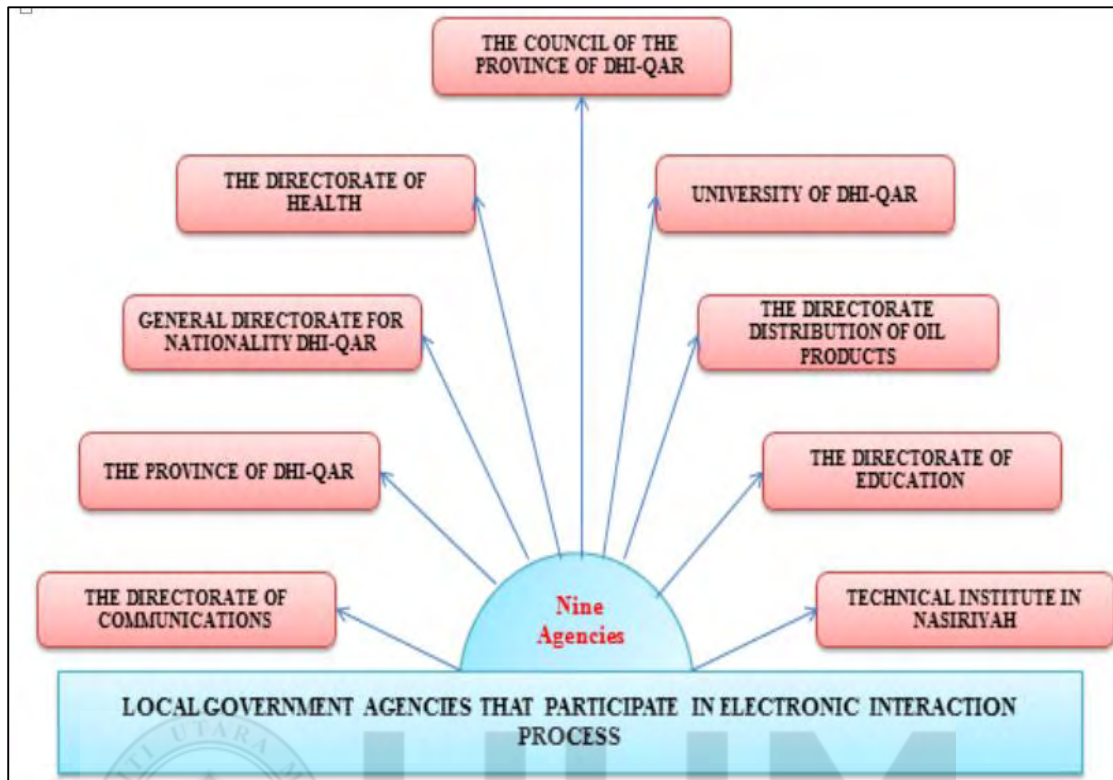 THE COUNCIL OF THE
PROVINCE OF DHI-QAR
THE DIRECTORATE OF
HEALTH
UNIVERSITY OF DHI-QAR
GENERAL DIRECTORATE FOR
NATIONALITY DHI-QAR
THE DIRECTORATE
DISTRIBUTION OF OIL
PRODUCTS
THE PROVINCE OF DHI-QAR
THE DIRECTORATE OF
EDUCATION
THE DIRECTORATE OF
COMMUNICATIONS
Nine
Agencies
TECHNICAL INSTITUTE IN
NASIRIYAH
LOCAL GOVERNMENT AGENCIES THAT PARTICIPATE IN ELECTRONIC INTERACTION
PROCESS
UTARA